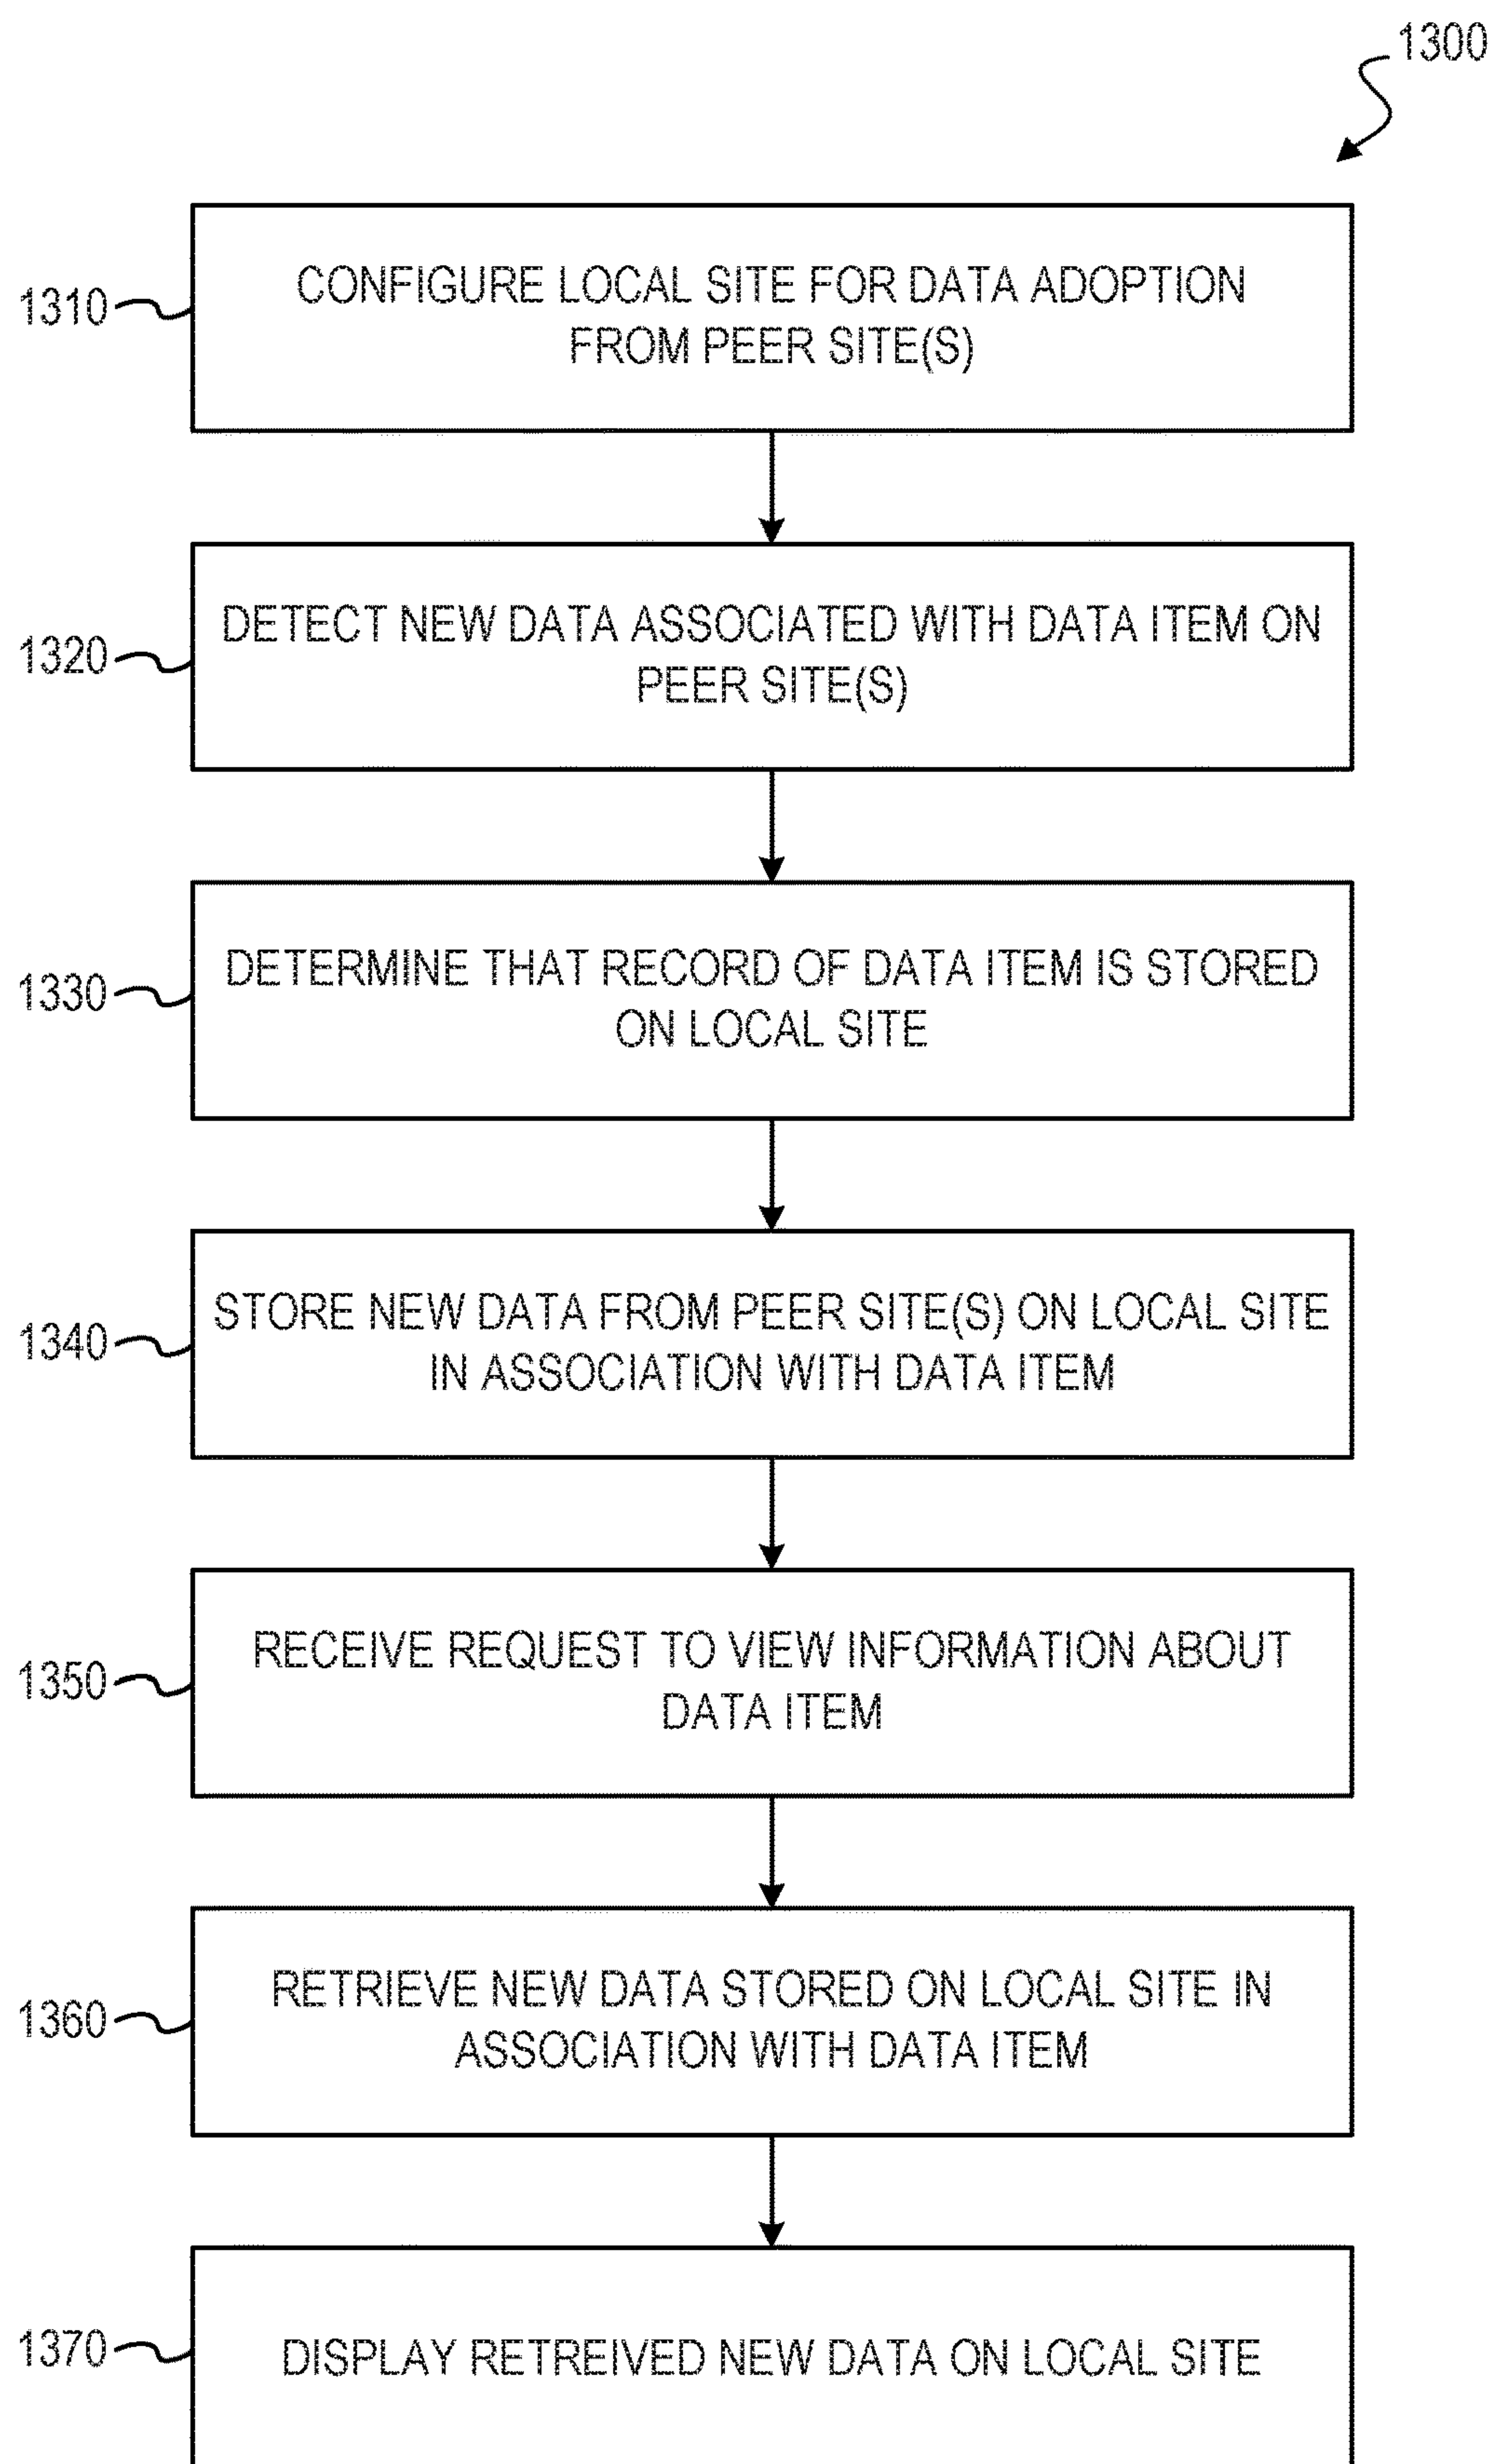 1300
1310
CONFIGURE LOCAL SITE FOR DATA ADOPTION
FROM PEER SITE(S)
1320
DETECT NEW DATA ASSOCIATED WITH DATA ITEM ON
PEER SITE(S)
1330
DETERMINE THAT RECORD OF DATA ITEM IS STORED
ON LOCAL SITE
1340
STORE NEW DATA FROM PEER SITE(S) ON LOCAL SITE
IN ASSOCIATION WITH DATA ITEM
1350
RECEIVE REQUEST TO VIEW INFORMATION ABOUT
DATA ITEM
1360
RETRIEVE NEW DATA STORED ON LOCAL SITE IN
ASSOCIATION WITH DATA ITEM
1370
DISPLAY RETREIVED NEW DATA ON LOCAL SITE